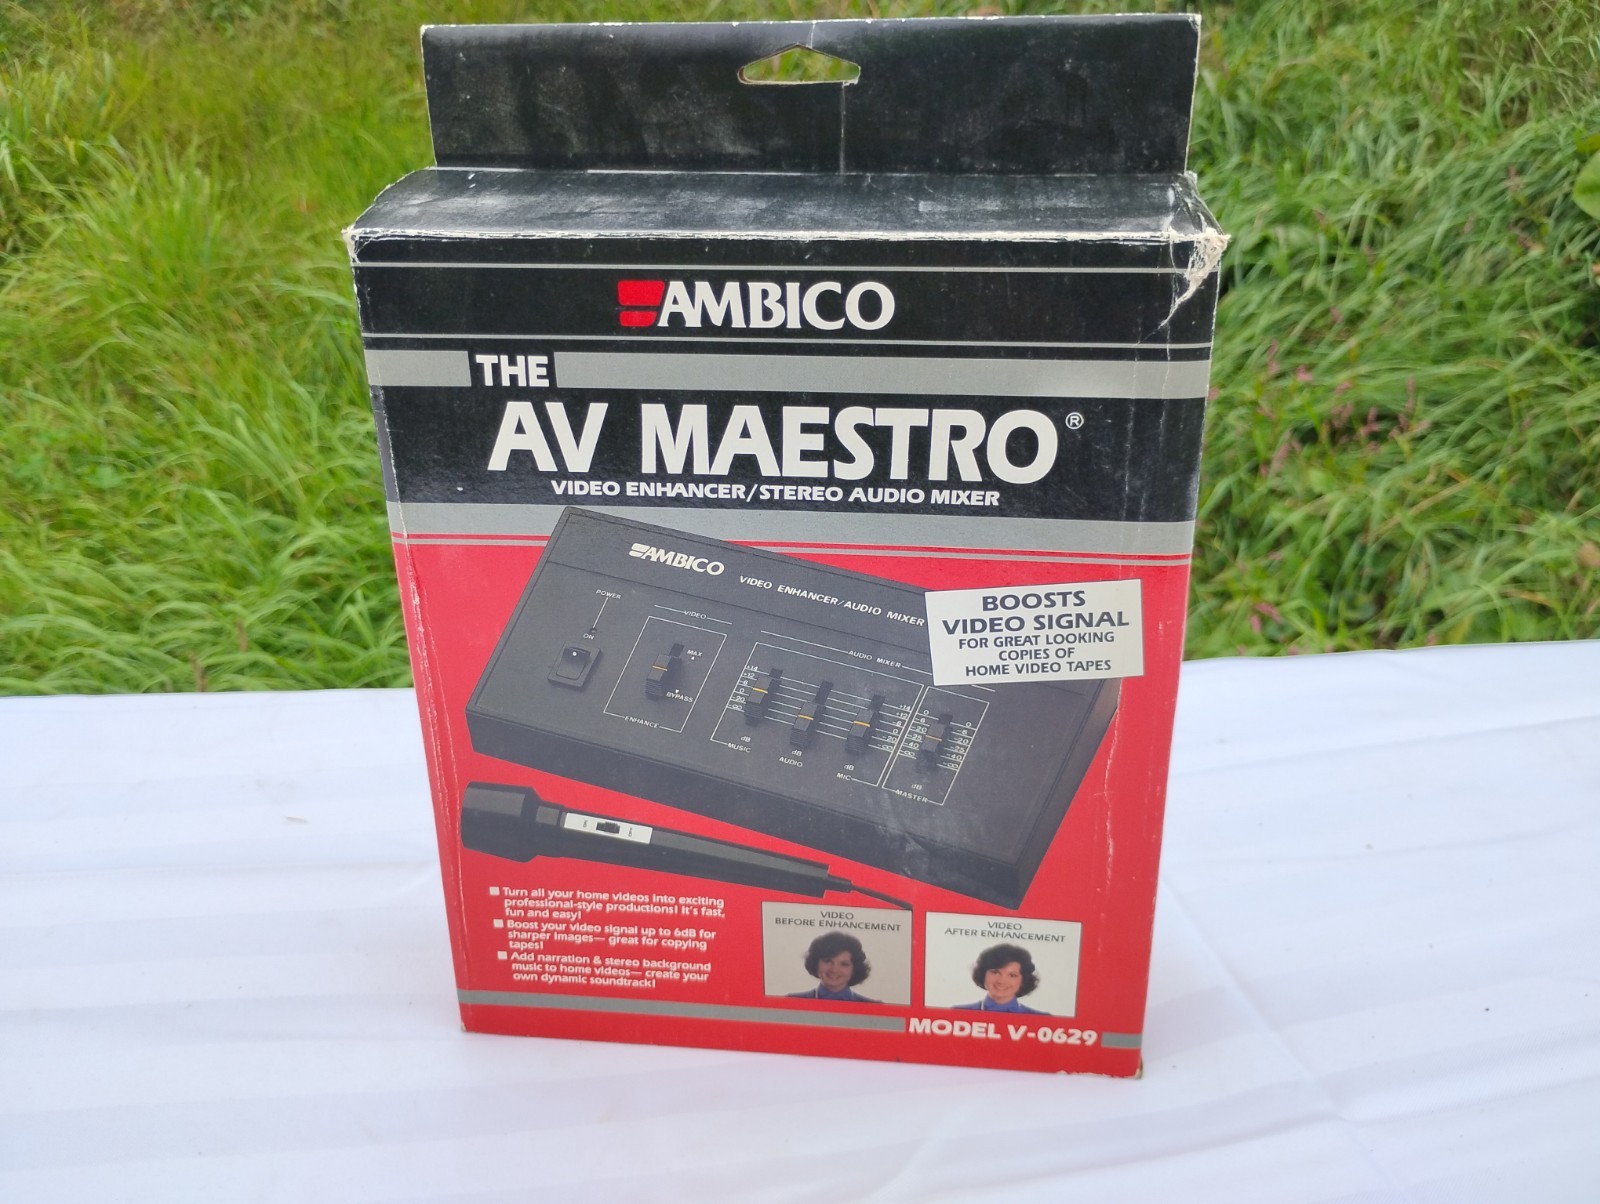 AMBICO
THE
AV MAESTRO®
VIDEO ENHANCER/STEREO AUDIO MIXER
AMBICO
VIDEO ENHANCER/AUDIO MIXER
BOOSTS
VIDEO SIGNAL
FOR GREAT LOOKING
COPIES OF
HOME VIDEO TAPES
POWER
ON
VIDEO
MAX
BYPASS
ENHANCE
AUDIO MIXER
dB
MUSIC
dB
AUDIO
dB
MIC
dB
MASTER
Turn all your home videos into exciting
professional-style productions! It's fast,
fun and easy!
Boost your video signal up to 6dB for
sharper images— great for copying
tapes!
Add narration & stereo background
music to home videos— create your
own dynamic soundtrack!
VIDEO
BEFORE ENHANCEMENT
VIDEO
AFTER ENHANCEMENT
MODEL V-0629